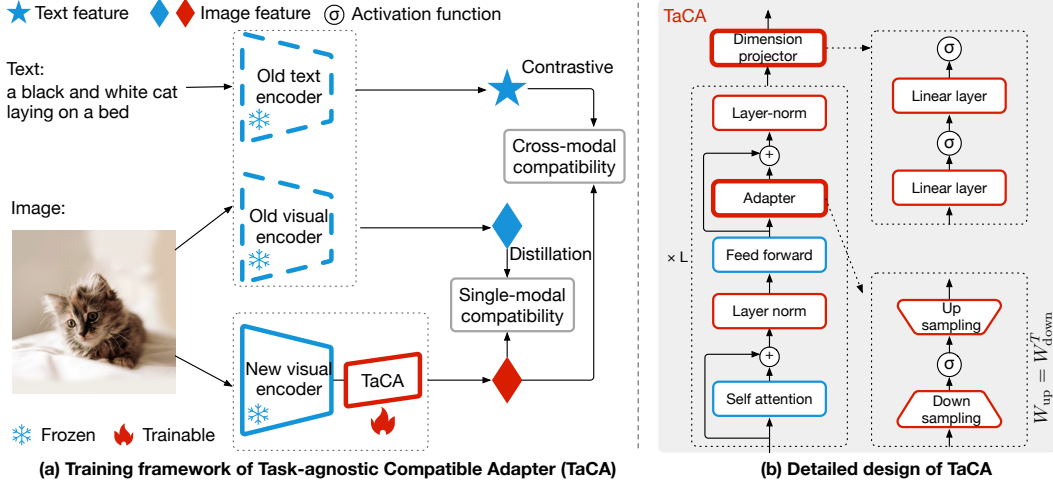 Text feature
Image feature
σ Activation function
Text:
a black and white cat
laying on a bed
Old text
encoder
Contrastive
Cross-modal
compatibility
Image:
Old visual
encoder
Distillation
Single-modal
compatibility
New visual
encoder
TaCA
Frozen
Trainable
(a) Training framework of Task-agnostic Compatible Adapter (TaCA)
TaCA
Dimension
projector
Layer-norm
+
Adapter
Feed forward
× L
Layer norm
+
Self attention
σ
Linear layer
σ
Linear layer
Up
sampling
σ
Down
sampling
W_up = W_down^T
(b) Detailed design of TaCA